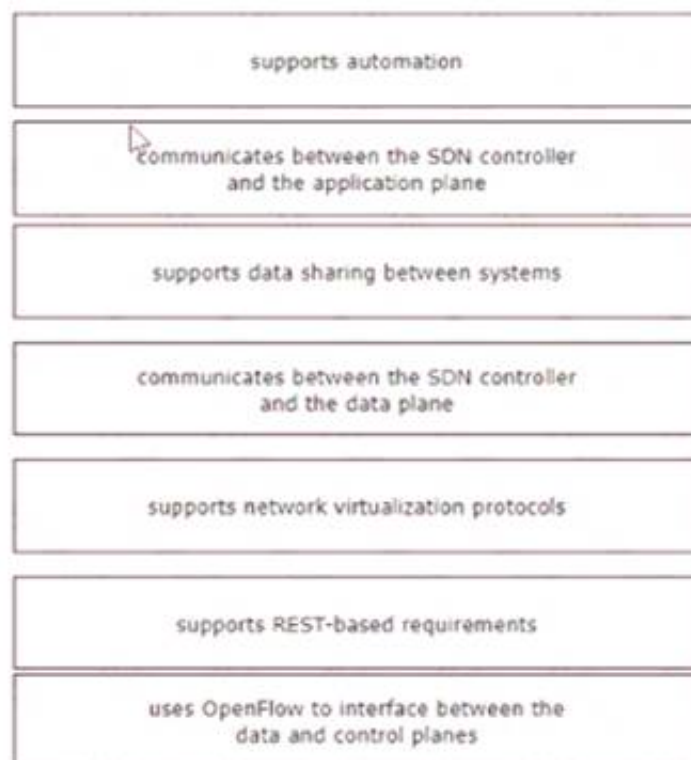 supports automation
communicates between the SDN controller
and the application plane
supports data sharing between systems
communicates between the SDN controller
and the data plane
supports network virtualization protocols
supports REST-based requirements
uses OpenFlow to interface between the
data and control planes